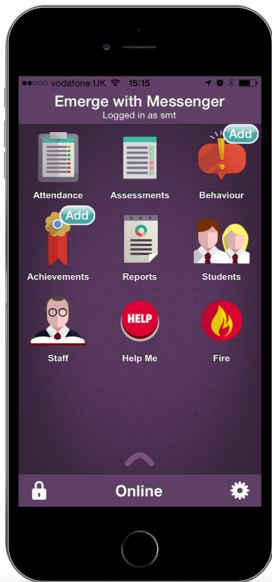 vodafone UK 15:15
Emerge with Messenger
Logged in as smt
Add
Attendance Assessments Behaviour
Add
Achievements Reports Students
HELP
Staff Help Me Fire
Online